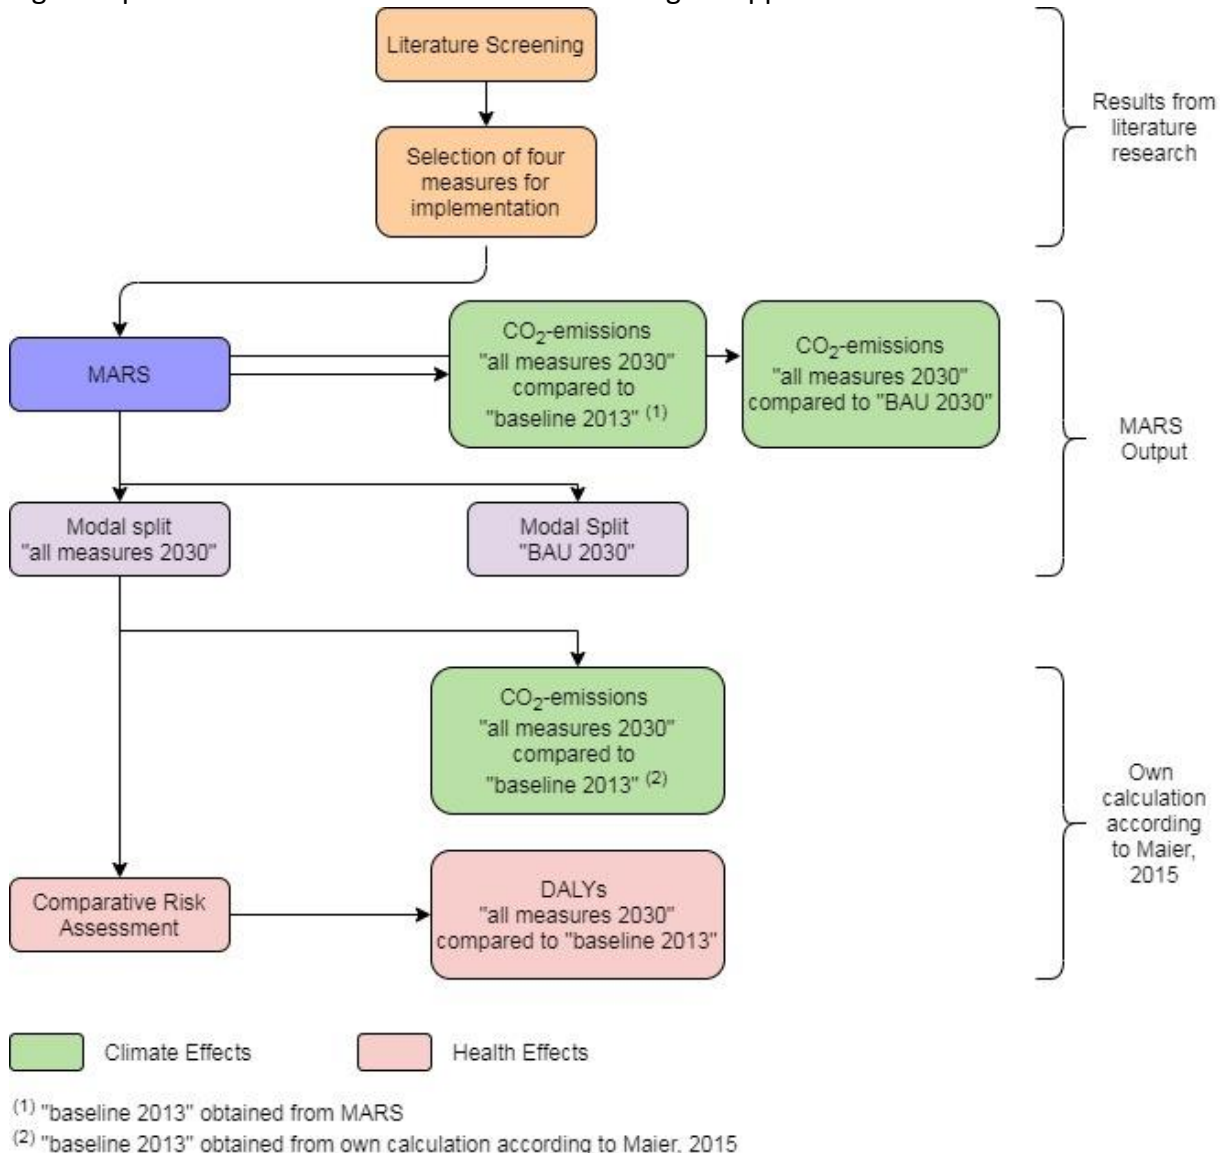 Literature Screening
Selection of four
measures for
implementation
Results from
literature
research
MARS
CO₂-emissions
"all measures 2030"
compared to
"baseline 2013" (1)
CO₂-emissions
"all measures 2030"
compared to "BAU 2030"
MARS
Output
Modal split
"all measures 2030"
Modal Split
"BAU 2030"
CO₂-emissions
"all measures 2030"
compared to
"baseline 2013" (2)
Own
calculation
according
to Maier,
2015
Comparative Risk
Assessment
DALYs
"all measures 2030"
compared to "baseline 2013"
Climate Effects
Health Effects
(1) "baseline 2013" obtained from MARS
(2) "baseline 2013" obtained from own calculation according to Maier, 2015